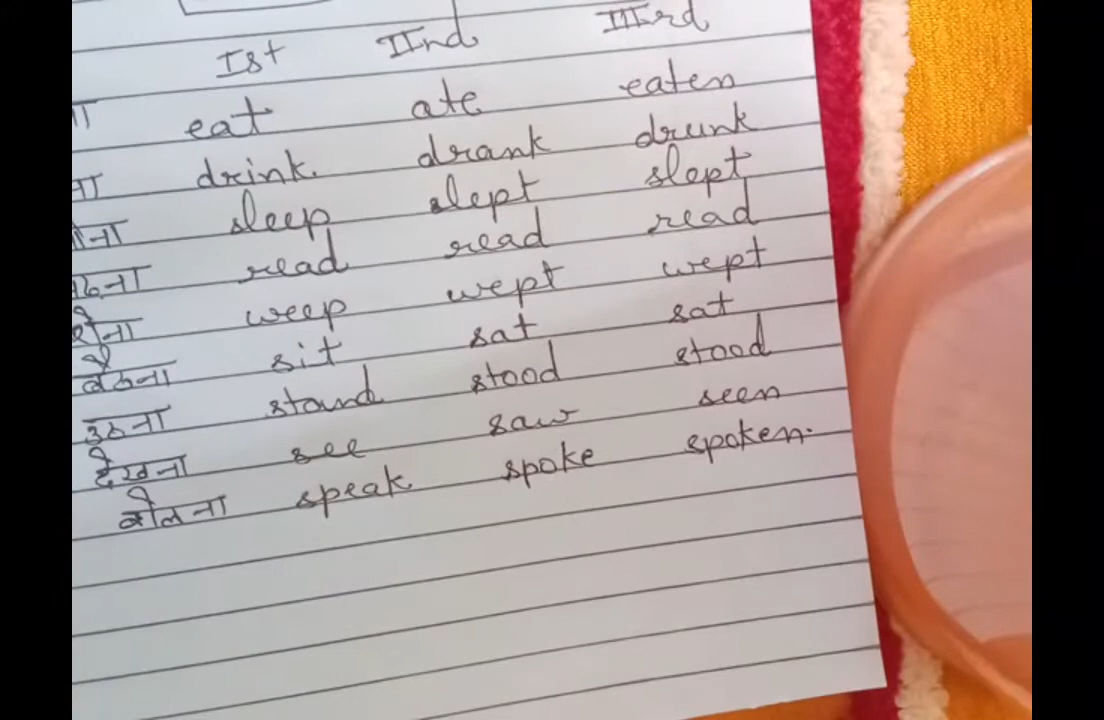 Ist IInd IIIrd
eat ate eaten
drink. drank drunk
sleep slept slept
read read read
रोना weep wept wept
बैठना sit sat sat
उठना stand stood stood
देखना see saw seen
बोलना speak spoke spoken.